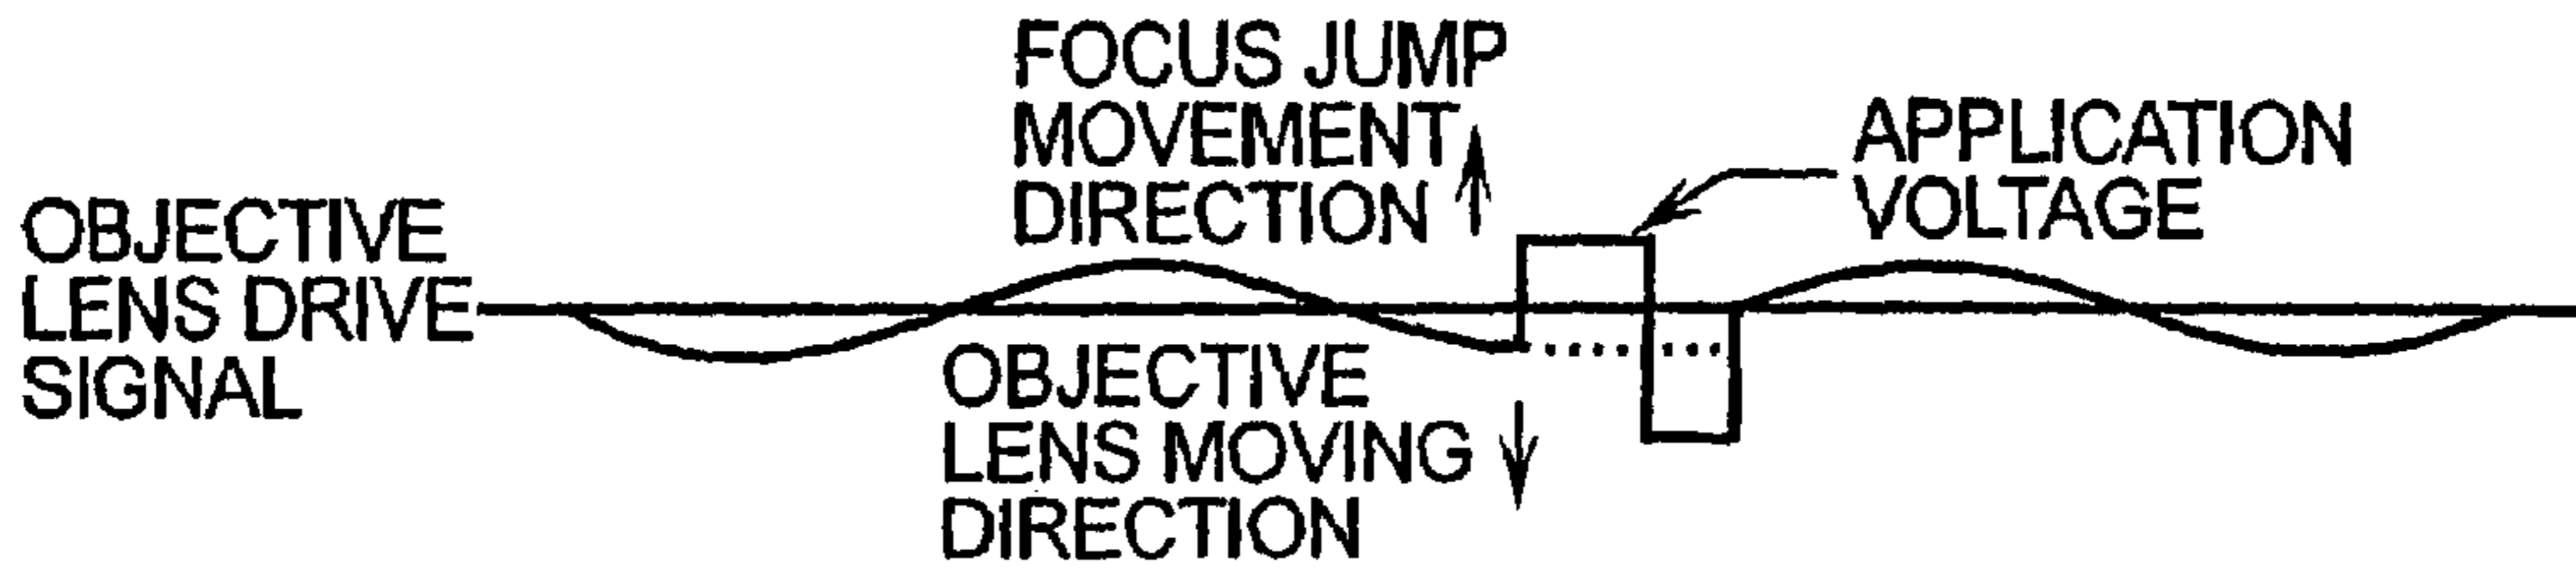 FOCUS JUMP
MOVEMENT
DIRECTION
APPLICATION
VOLTAGE
OBJECTIVE
LENS DRIVE
SIGNAL
OBJECTIVE
LENS MOVING
DIRECTION